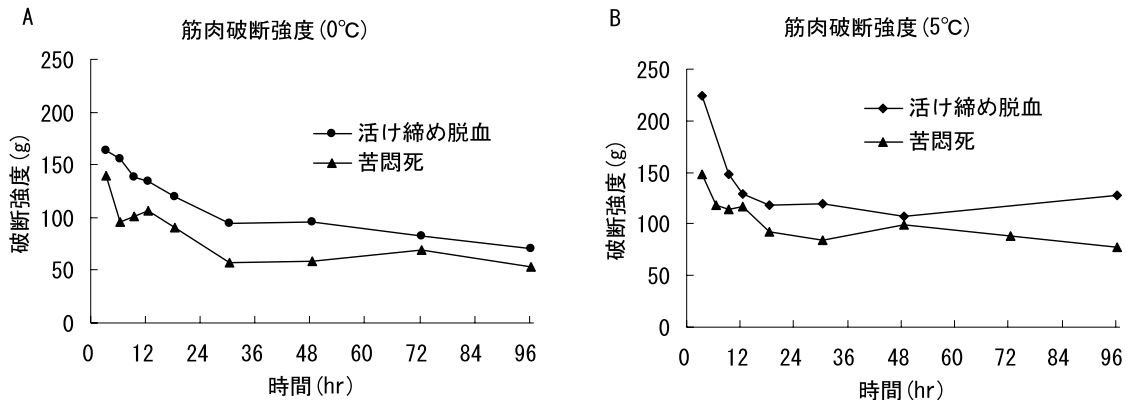 A
筋肉破断強度(0℃)
250
200
150
100
50
0
破断強度(g)
活け締め脱血
苦悶死
0 12 24 36 48 60 72 84 96
時間(hr)
B
筋肉破断強度(5℃)
250
200
150
100
50
0
破断強度(g)
活け締め脱血
苦悶死
0 12 24 36 48 60 72 84 96
時間(hr)